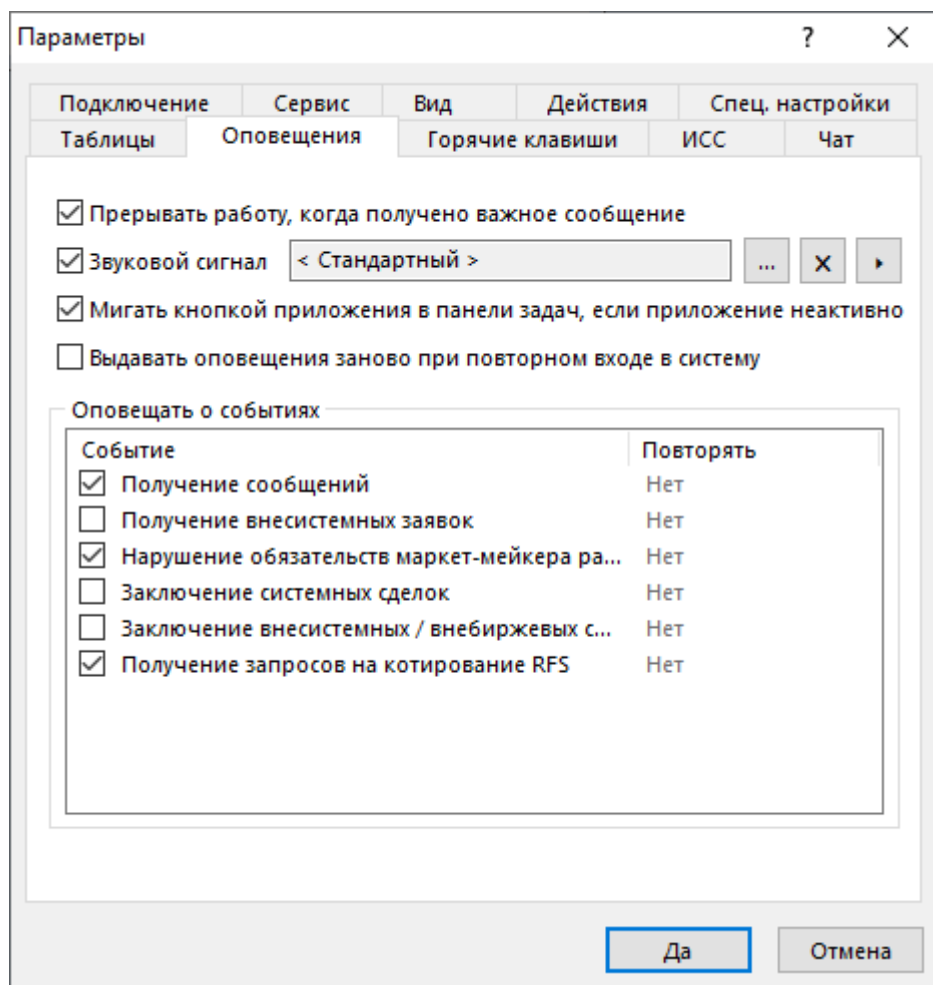 Параметры ?
Подключение Сервис Вид Действия Спец. настройки
Таблицы Оповещения Горячие клавиши ИСС Чат
Прерывать работу, когда получено важное сообщение
Звуковой сигнал < Стандартный > ... x
Мигать кнопкой приложения в панели задач, если приложение неактивно
Выдавать оповещения заново при повторном входе в систему
Оповещать о событиях
Событие Повторять
Получение сообщений Нет
Получение внесистемных заявок Нет
Нарушение обязательств маркет-мейкера ра... Нет
Заключение системных сделок Нет
Заключение внесистемных / внебиржевых с... Нет
Получение запросов на котирование RFS Нет
Да Отмена